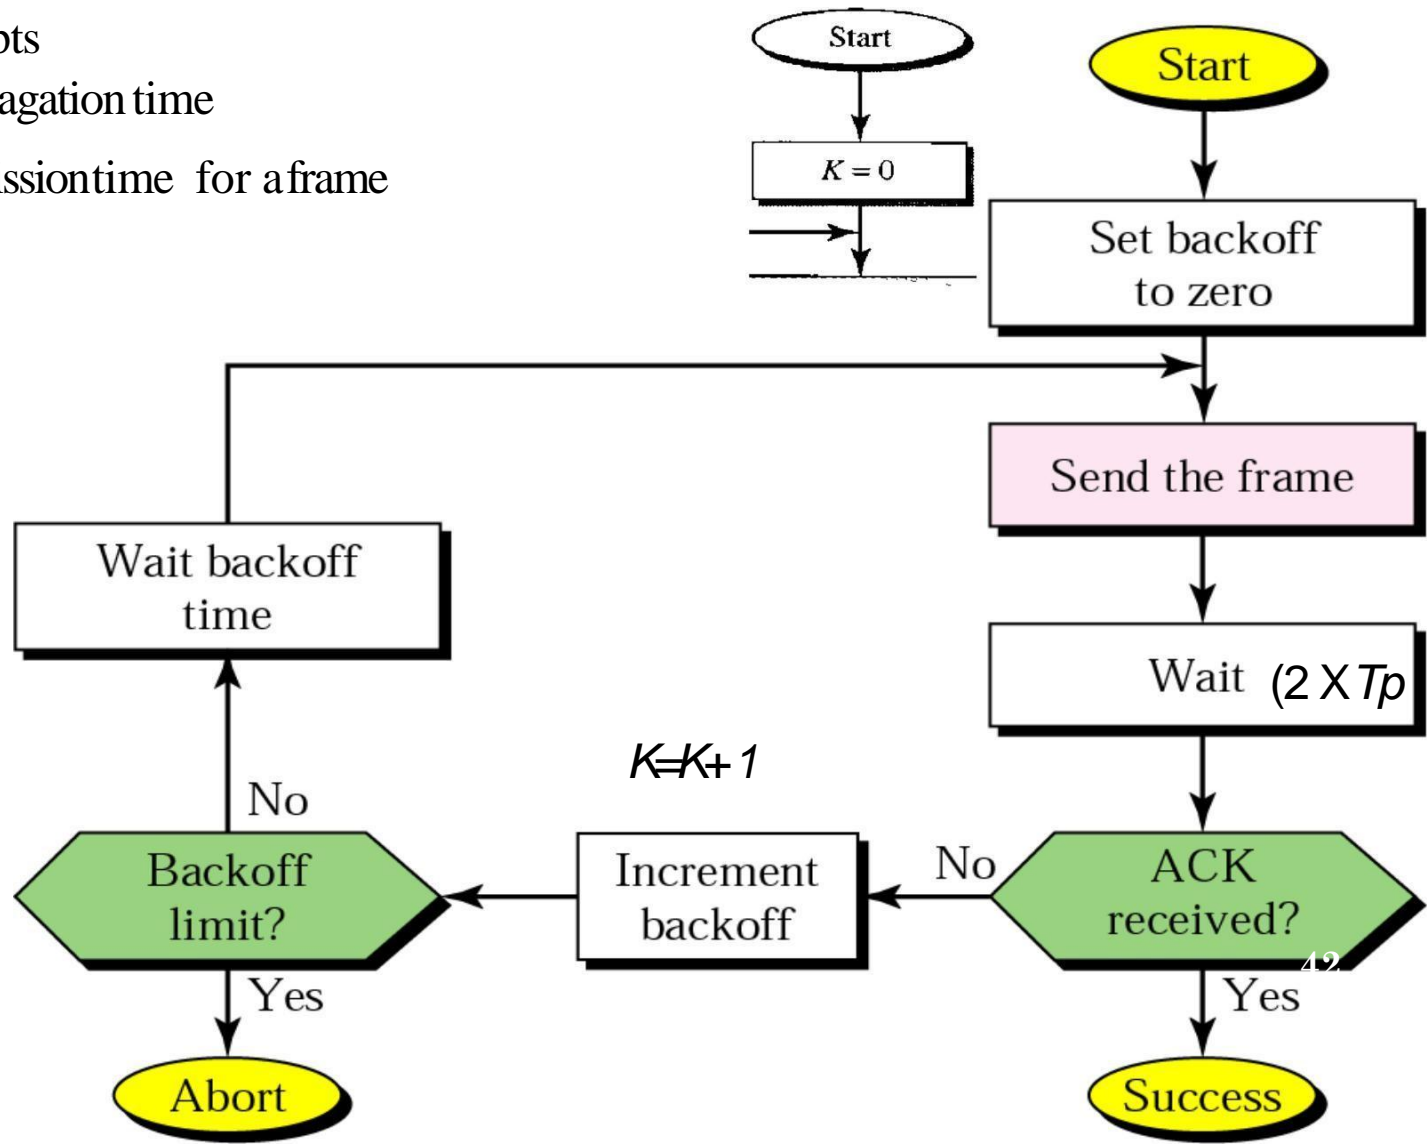 pts
agation time
ssiontime for aframe
Start
K = 0
Start
Set backoff
to zero
Send the frame
Wait (2 X Tp
ACK
received?
No
Yes
Success
K=K+ 1
Increment
backoff
Backoff
limit?
No
Wait backoff
time
Yes
Abort
42